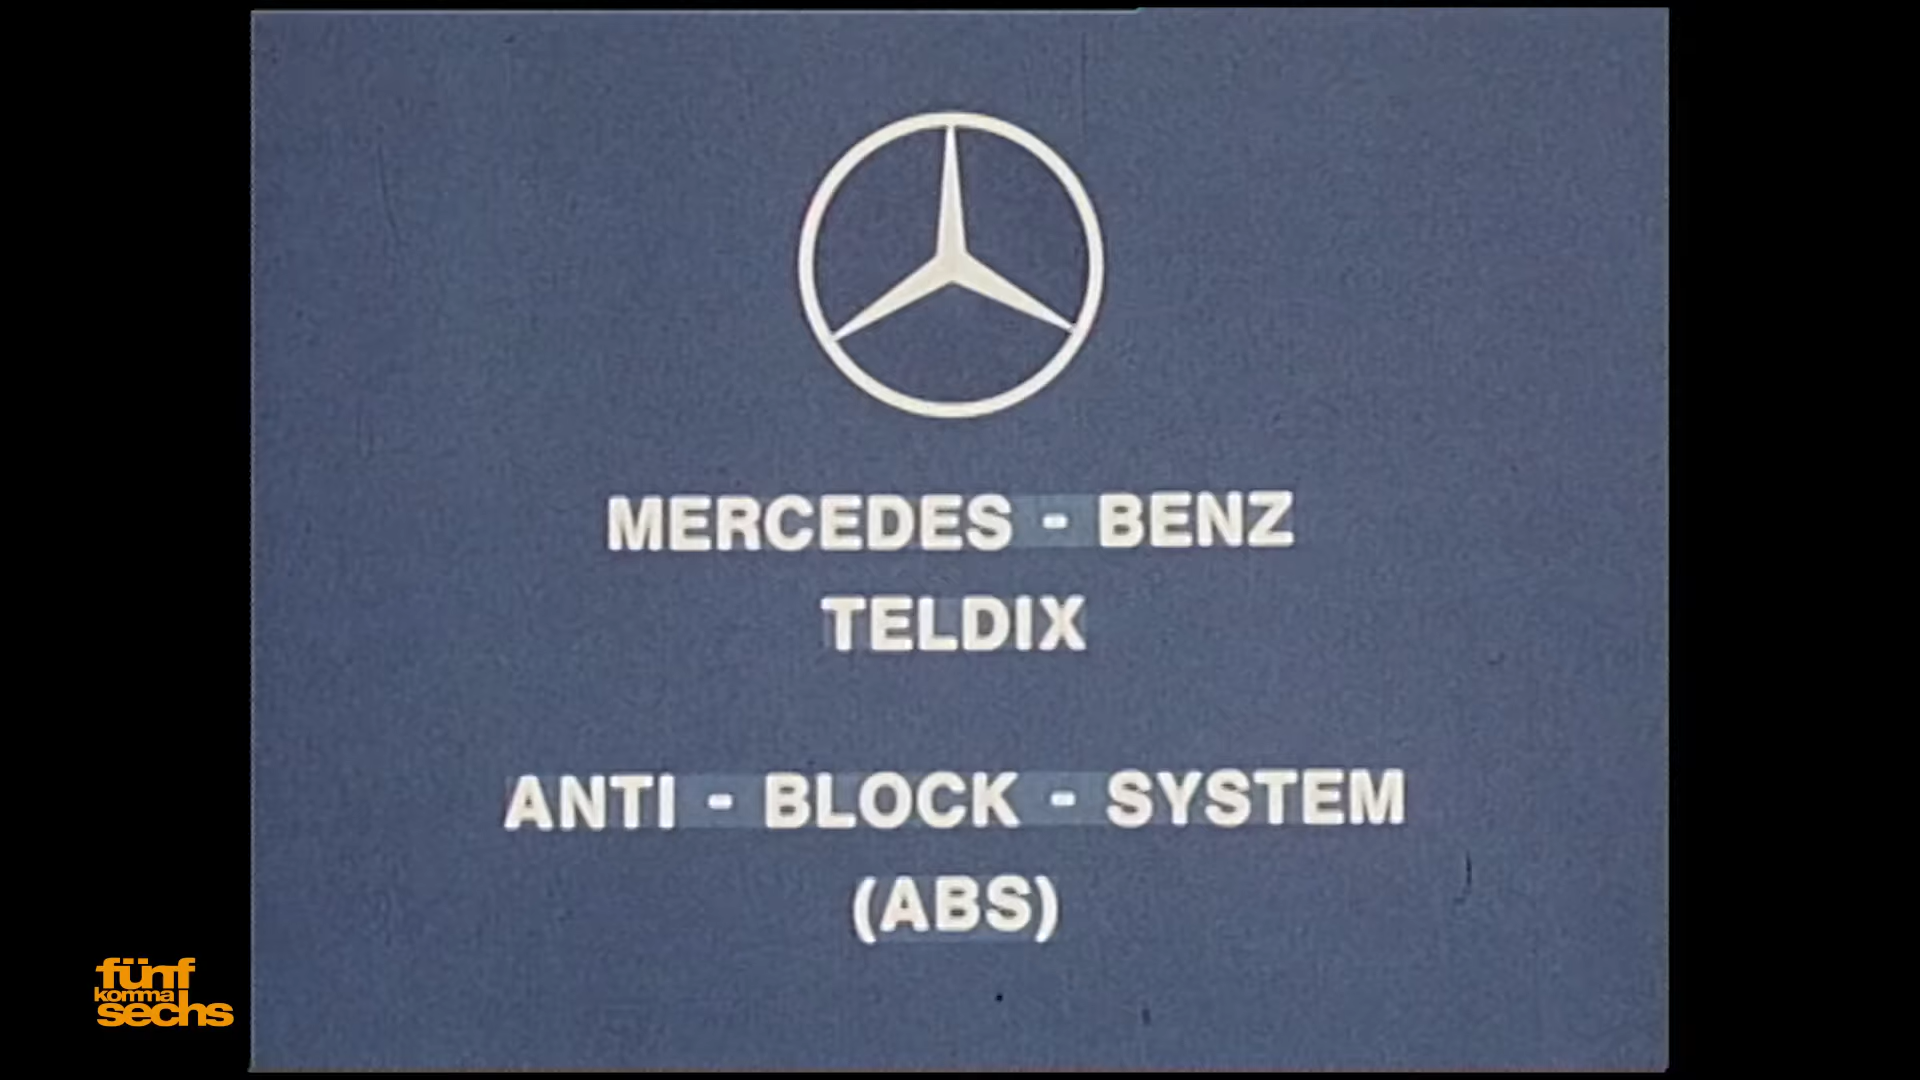 MERCEDES - BENZ
TELDIX
ANTI - BLOCK - SYSTEM
(ABS)
fünf
komma
sechs